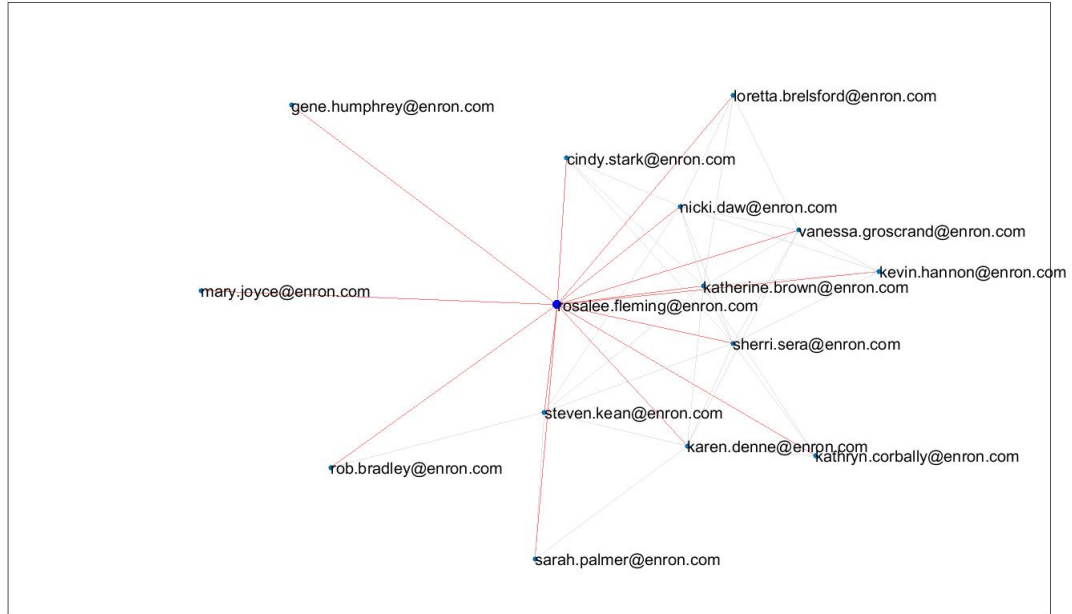 loretta.brelsford@enron.com
gene.humphrey@enron.com
cindy.stark@enron.com
nicki.daw@enron.com
vanessa.groscrand@enron.com
kevin.hannon@enron.com
katherine.brown@enron.com
mary.joyce@enron.com
rosalee.fleming@enron.com
sherri.sera@enron.com
steven.kean@enron.com
karen.denne@enron.com
kathryn.corbally@enron.com
rob.bradley@enron.com
sarah.palmer@enron.com